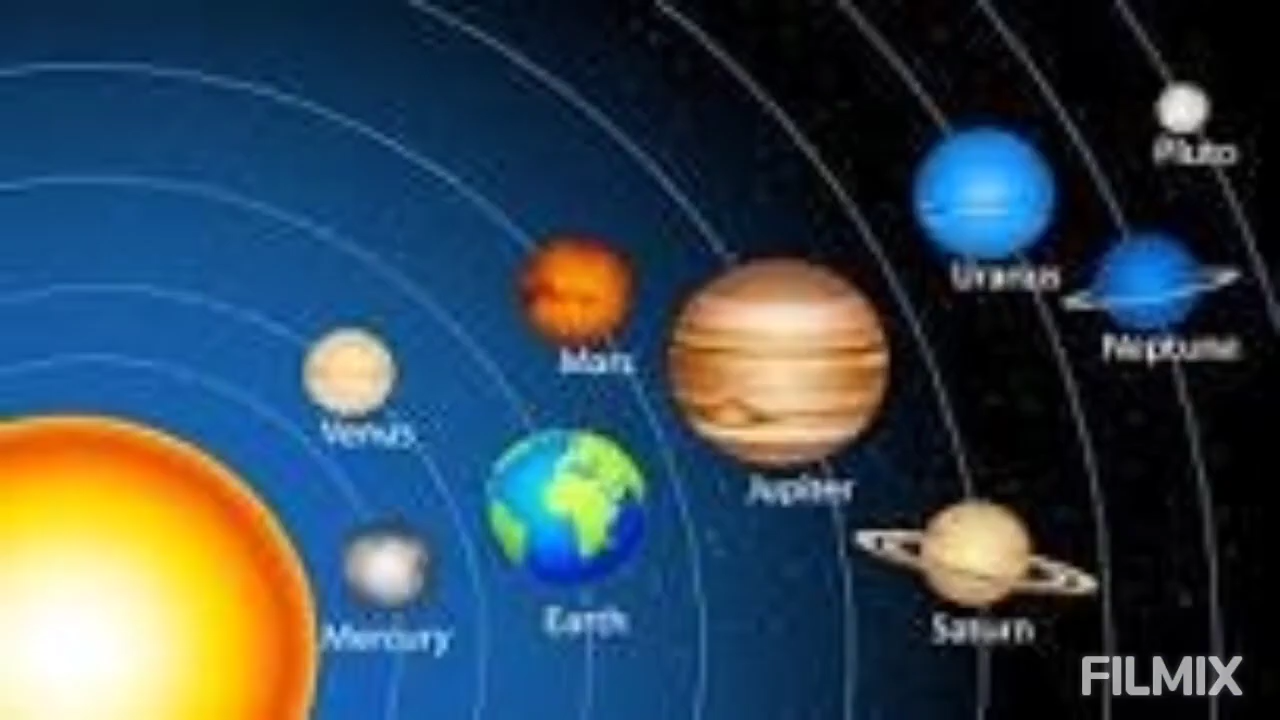 Pluto
Uranus
Neptune
Mars
Venus
Jupiter
Earth
Saturn
Mercury
FILMIX